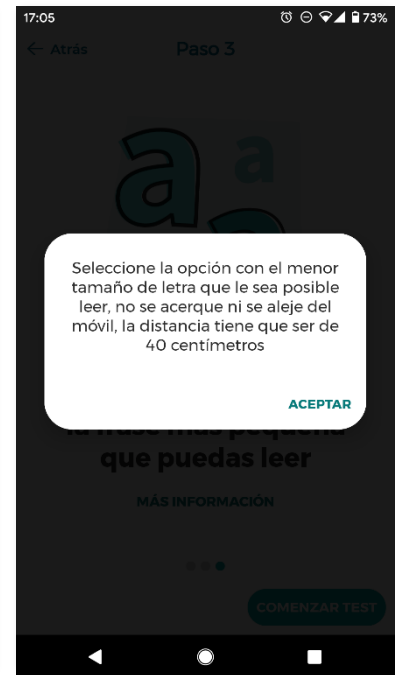 17:05 73%
← Atrás Paso 3
a a
Seleccione la opción con el menor
tamaño de letra que le sea posible
leer, no se acerque ni se aleje del
móvil, la distancia tiene que ser de
40 centímetros
ACEPTAR
la frase más pequeña
que puedas leer
MÁS INFORMACIÓN
COMENZAR TEST